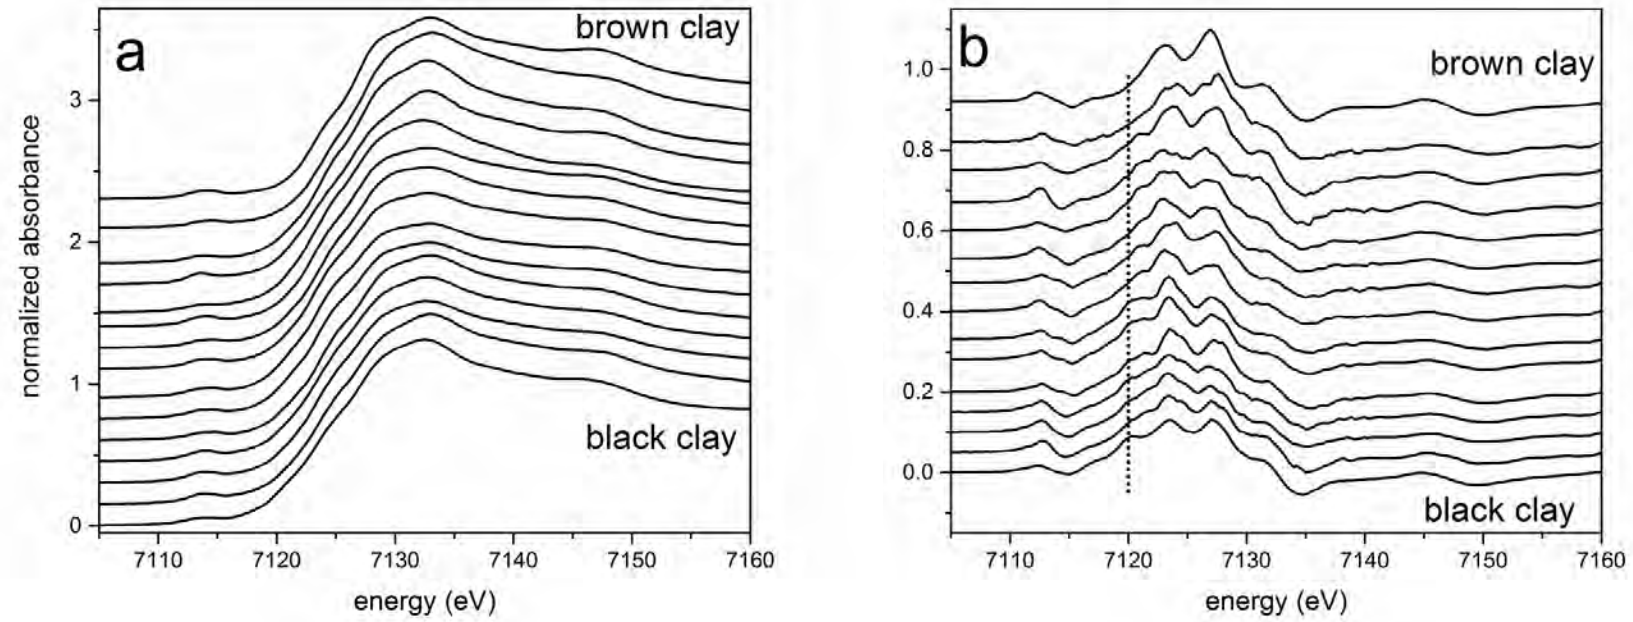 a
brown clay
3
2
1
0
normalized absorbance
black clay
7110 7120 7130 7140 7150 7160
energy (eV)
b
brown clay
1.0
0.8
0.6
0.4
0.2
0.0
black clay
7110 7120 7130 7140 7150 7160
energy (eV)